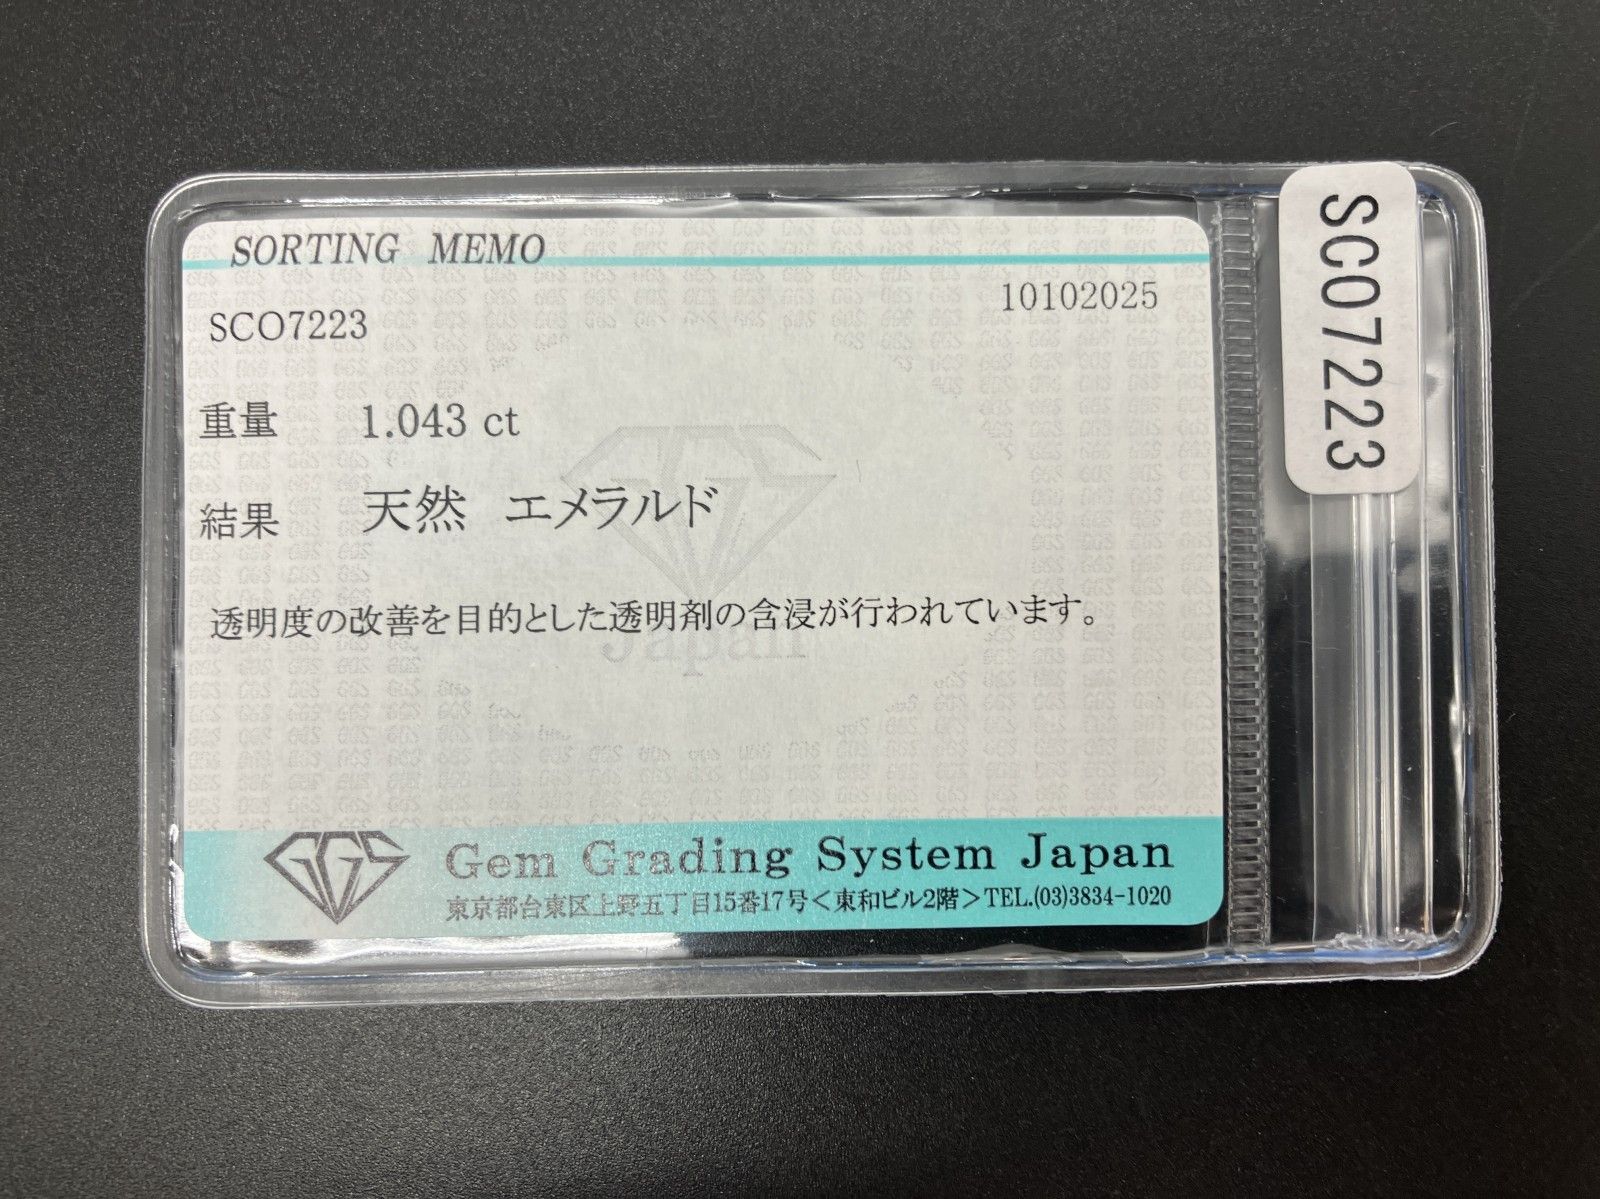 SORTING MEMO
10102025
SCO7223
重量 1.043 ct
結果 天然 エメラルド
透明度の改善を目的とした透明剤の含浸が行われています。
Japan
GGS Gem Grading System Japan
東京都台東区上野五丁目15番17号<東和ビル2階>TEL.(03)3834-1020
SCO7223